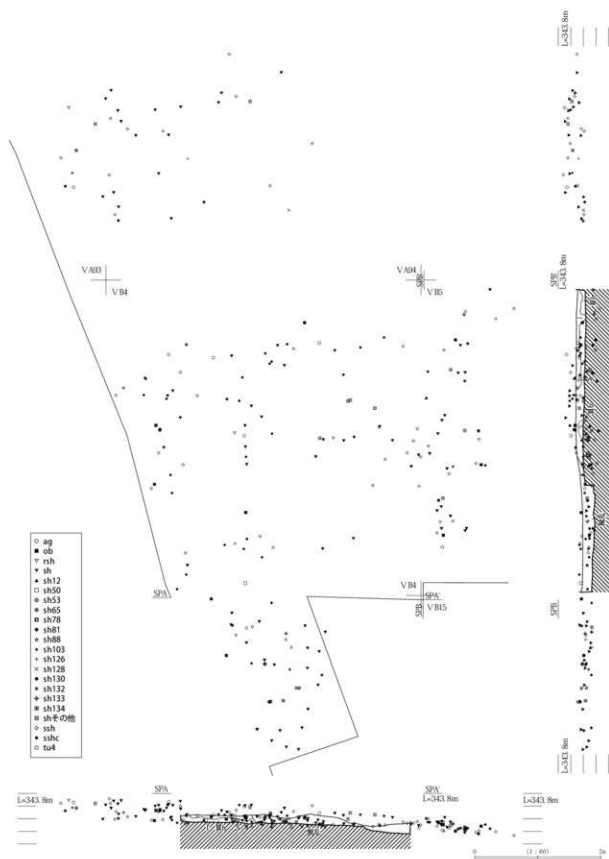 L=343.8m
VA93
VB4
VA94
SPB'
VB5
SPB'
L=343.8m
ag
ob
rsh
sh
sh12
sh50
sh53
sh65
sh78
sh81
sh88
sh103
sh126
sh128
sh130
sh132
sh133
sh134
shその他
ssh
sshc
tu4
SPA
VB4
SPA'
SPB
VB15
SPB
L=343.8m
SPA
SPA'
L=343.8m
L=343.8m
L=343.8m
0
(1:60)
2m